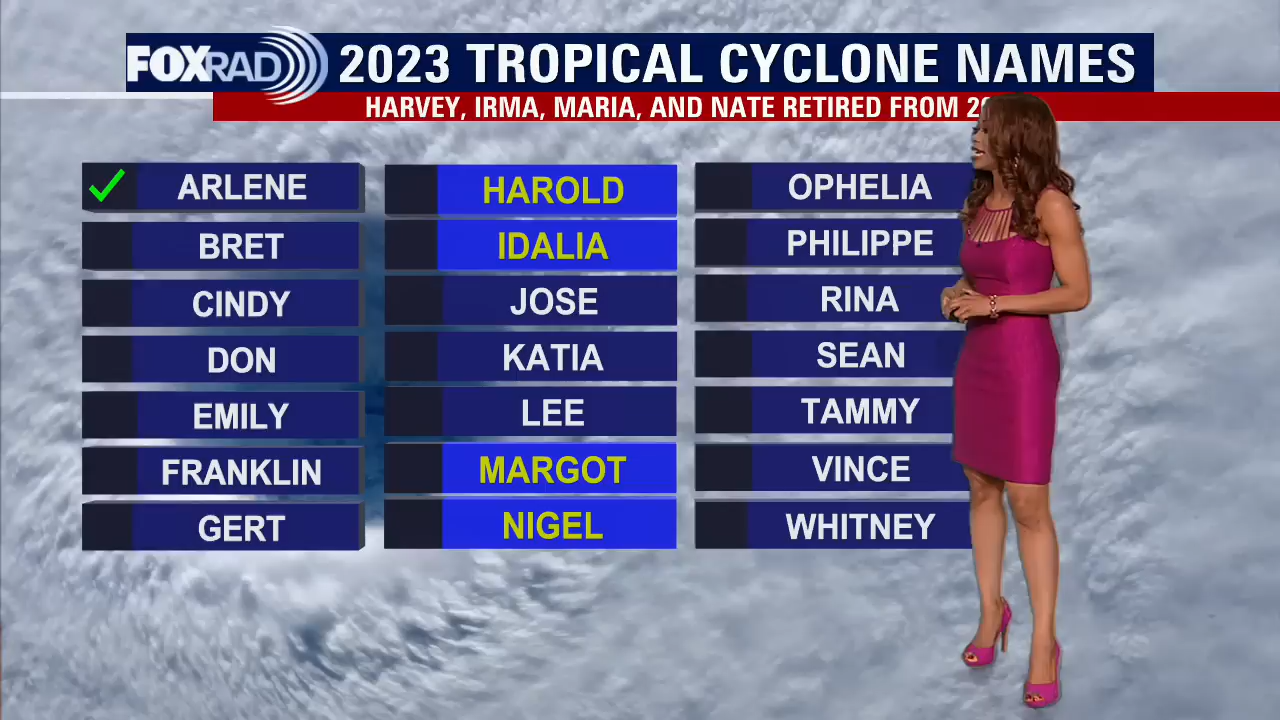 FOXRAD 2023 TROPICAL CYCLONE NAMES
HARVEY, IRMA, MARIA, AND NATE RETIRED FROM
ARLENE
BRET
CINDY
DON
EMILY
FRANKLIN
GERT
HAROLD
IDALIA
JOSE
KATIA
LEE
MARGOT
NIGEL
OPHELIA
PHILIPPE
RINA
SEAN
TAMMY
VINCE
WHITNEY